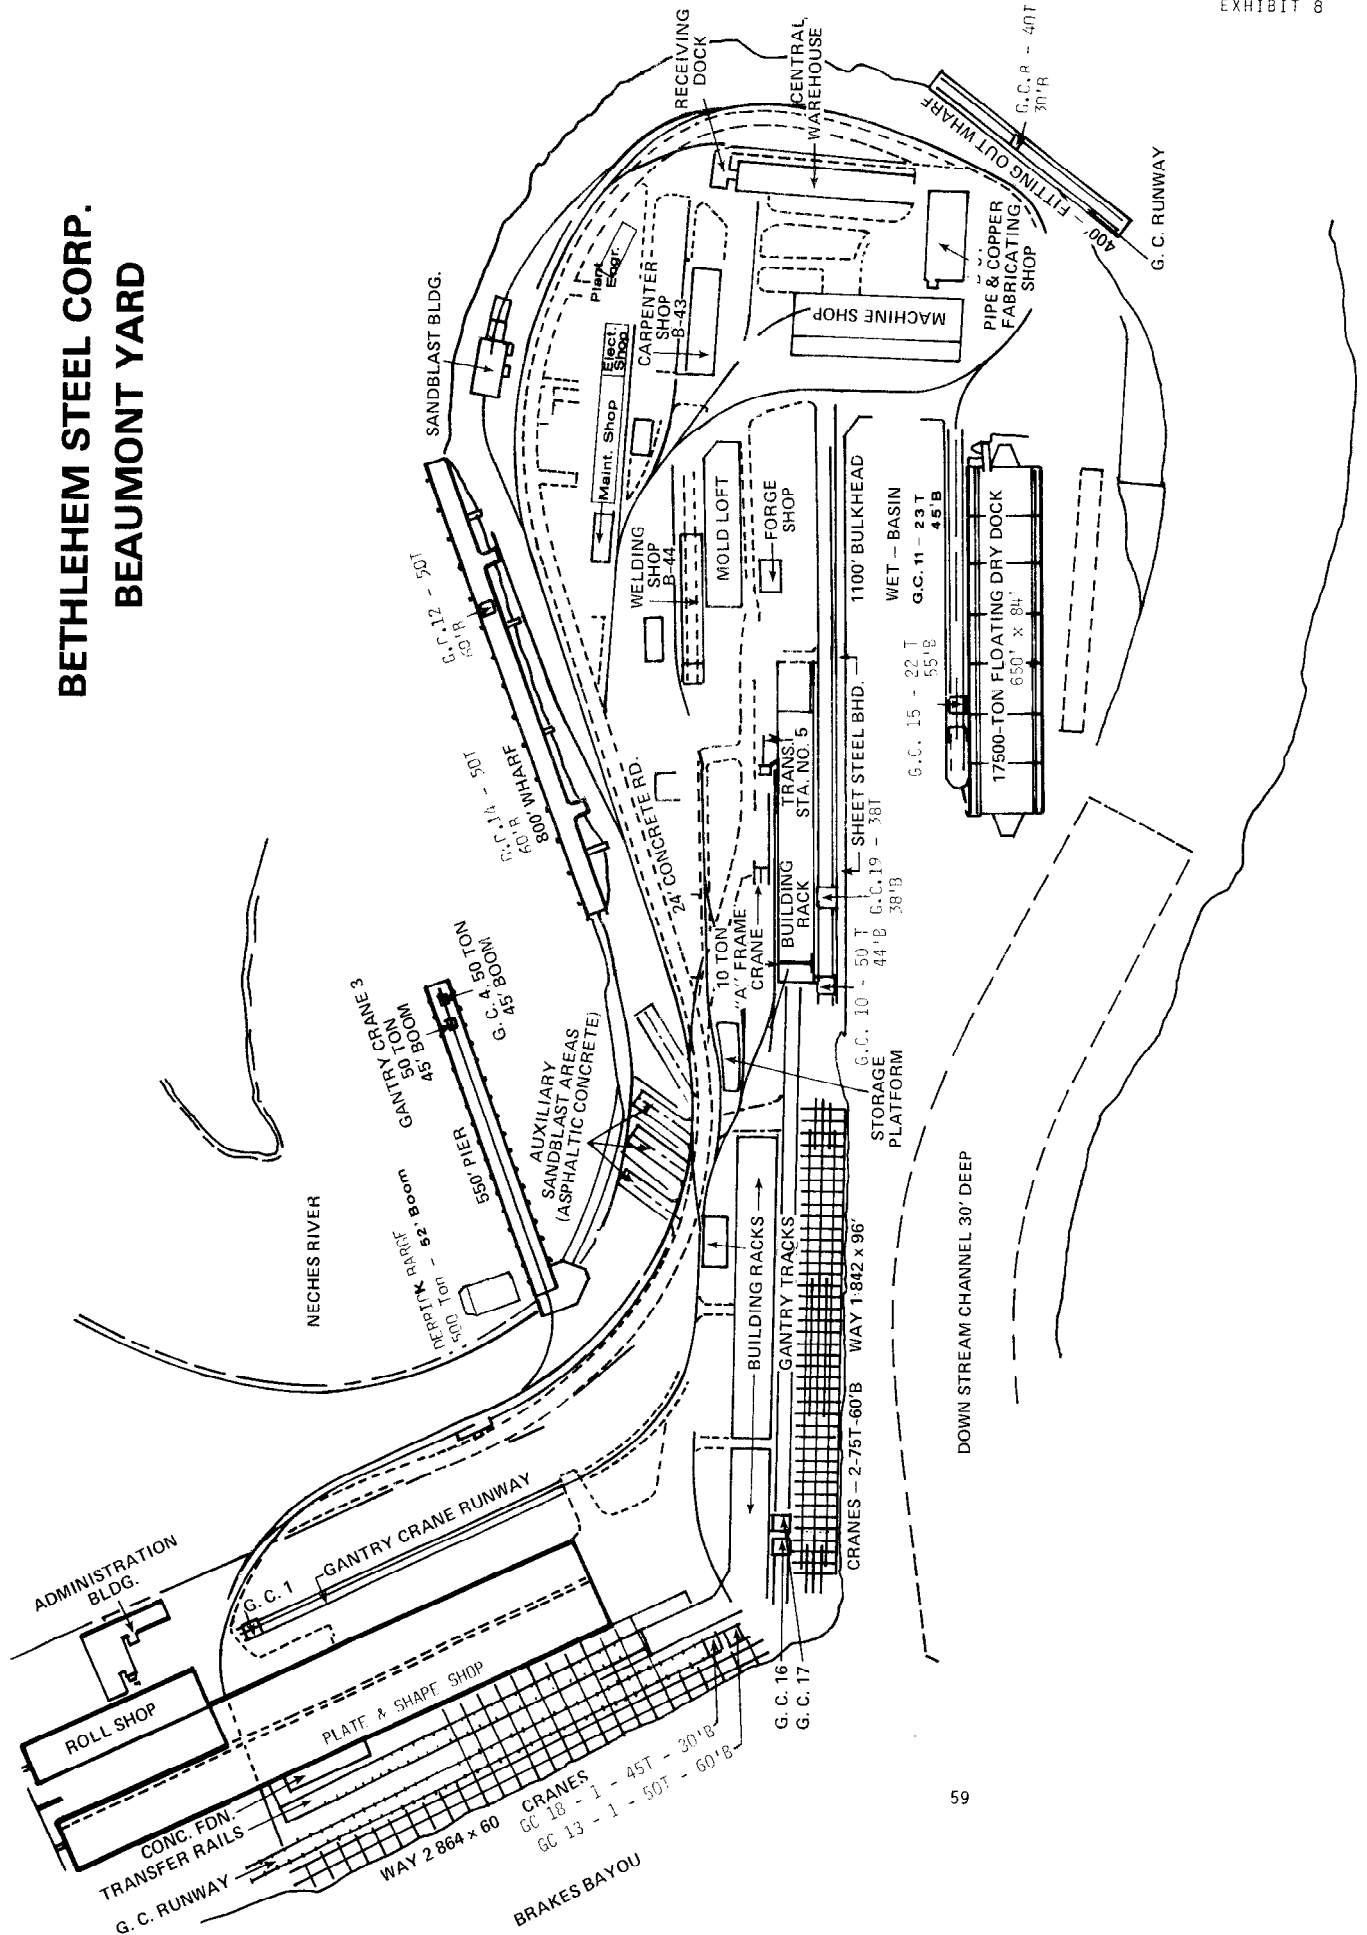 EXHIBIT 8
BETHLEHEM STEEL CORP.
BEAUMONT YARD
RECEIVING
DOCK
CENTRAL
WAREHOUSE
400' — FITTING OUT WHARF
30'R
G. C. RUNWAY
SANDBLAST BLDG.
Plant
Engr.
Elect.
Shop
Maint. Shop
CARPENTER
SHOP
B-43
MACHINE SHOP
PIPE & COPPER
FABRICATING
SHOP
WELDING
SHOP
B-44
MOLD LOFT
FORGE
SHOP
1100' BULKHEAD
WET – BASIN
G.C. 11 – 23 T
45'B
G.C. 15 - 22 T
55'B
17500-TON FLOATING DRY DOCK
650' x 84'
G.C.12 - 50T
60'R
G.C.14 - 50T
60'R
800' WHARF
24' CONCRETE RD.
TRANS.
STA. NO. 5
SHEET STEEL BHD.
BUILDING
RACK
10 TON
"A" FRAME
CRANE
G.C. 10 - 50 T
44'B
G.C.19 - 38T
38'B
STORAGE
PLATFORM
GANTRY CRANE 3
50 TON
45' BOOM
G. C. 4, 50 TON
45' BOOM
550' PIER
AUXILIARY
SANDBLAST AREAS
(ASPHALTIC CONCRETE)
NECHES RIVER
500 Ton – 52' Boom
BUILDING RACKS
GANTRY TRACKS
CRANES – 2-75T-60'B WAY 1-842 x 96'
DOWN STREAM CHANNEL 30' DEEP
ADMINISTRATION
BLDG.
G. C. 1
GANTRY CRANE RUNWAY
ROLL SHOP
PLATE & SHAPE SHOP
CONC. FDN.
TRANSFER RAILS
G. C. RUNWAY
WAY 2 864 x 60
CRANES
GC 18 - 1 - 45T - 30'B
GC 13 - 1 - 50T - 60'B
G. C. 16
G. C. 17
BRAKES BAYOU
59